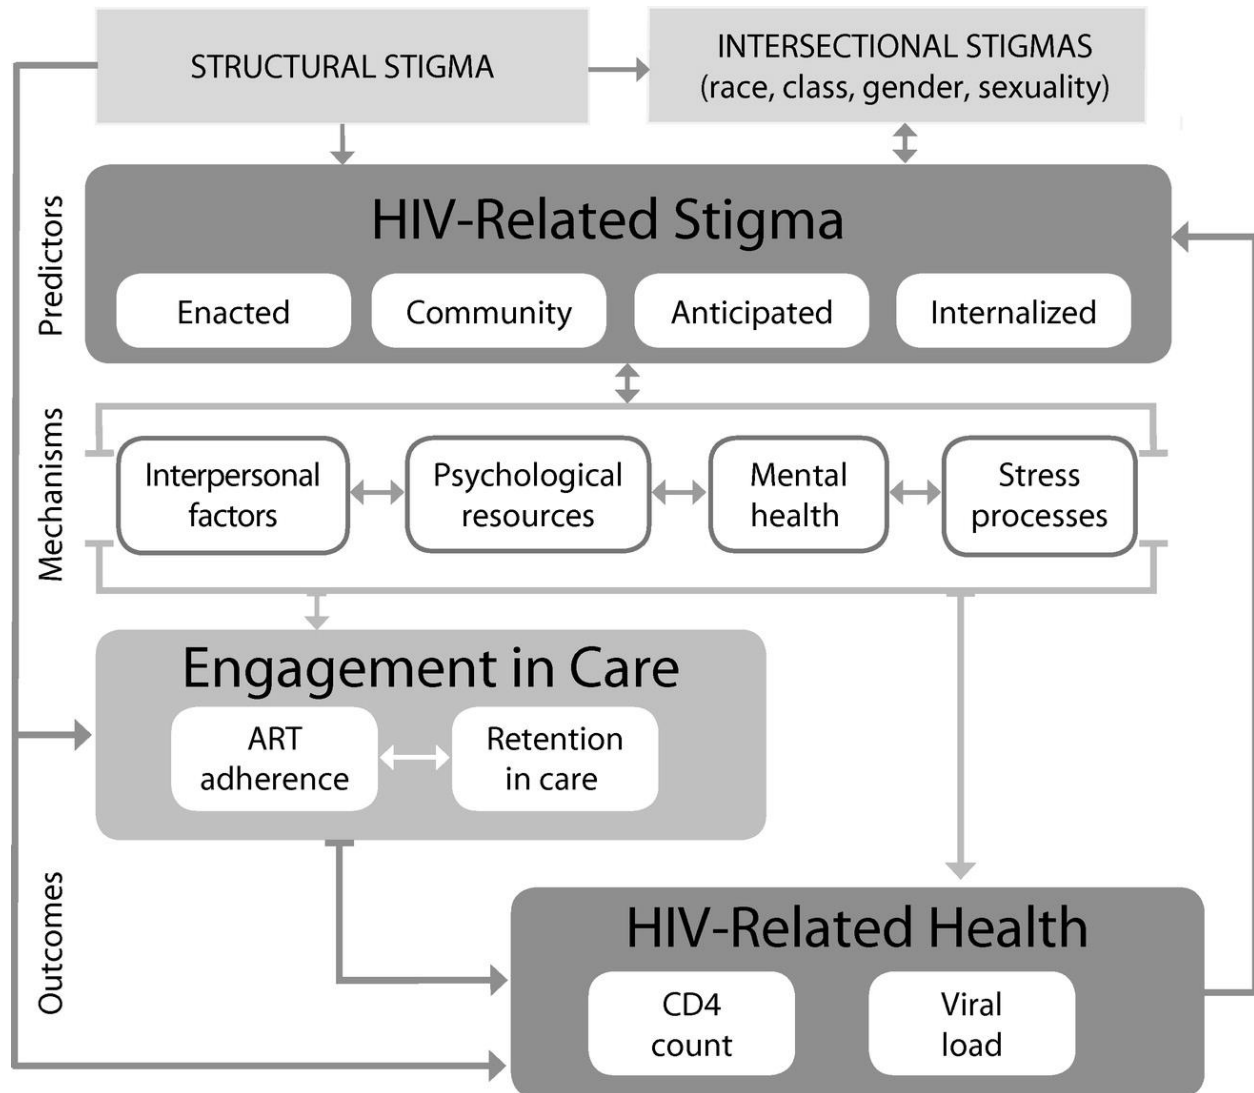 STRUCTURAL STIGMA
INTERSECTIONAL STIGMAS
(race, class, gender, sexuality)
Predictors
HIV-Related Stigma
Enacted
Community
Anticipated
Internalized
Mechanisms
Interpersonal
factors
Psychological
resources
Mental
health
Stress
processes
Engagement in Care
ART
adherence
Retention
in care
Outcomes
HIV-Related Health
CD4
count
Viral
load